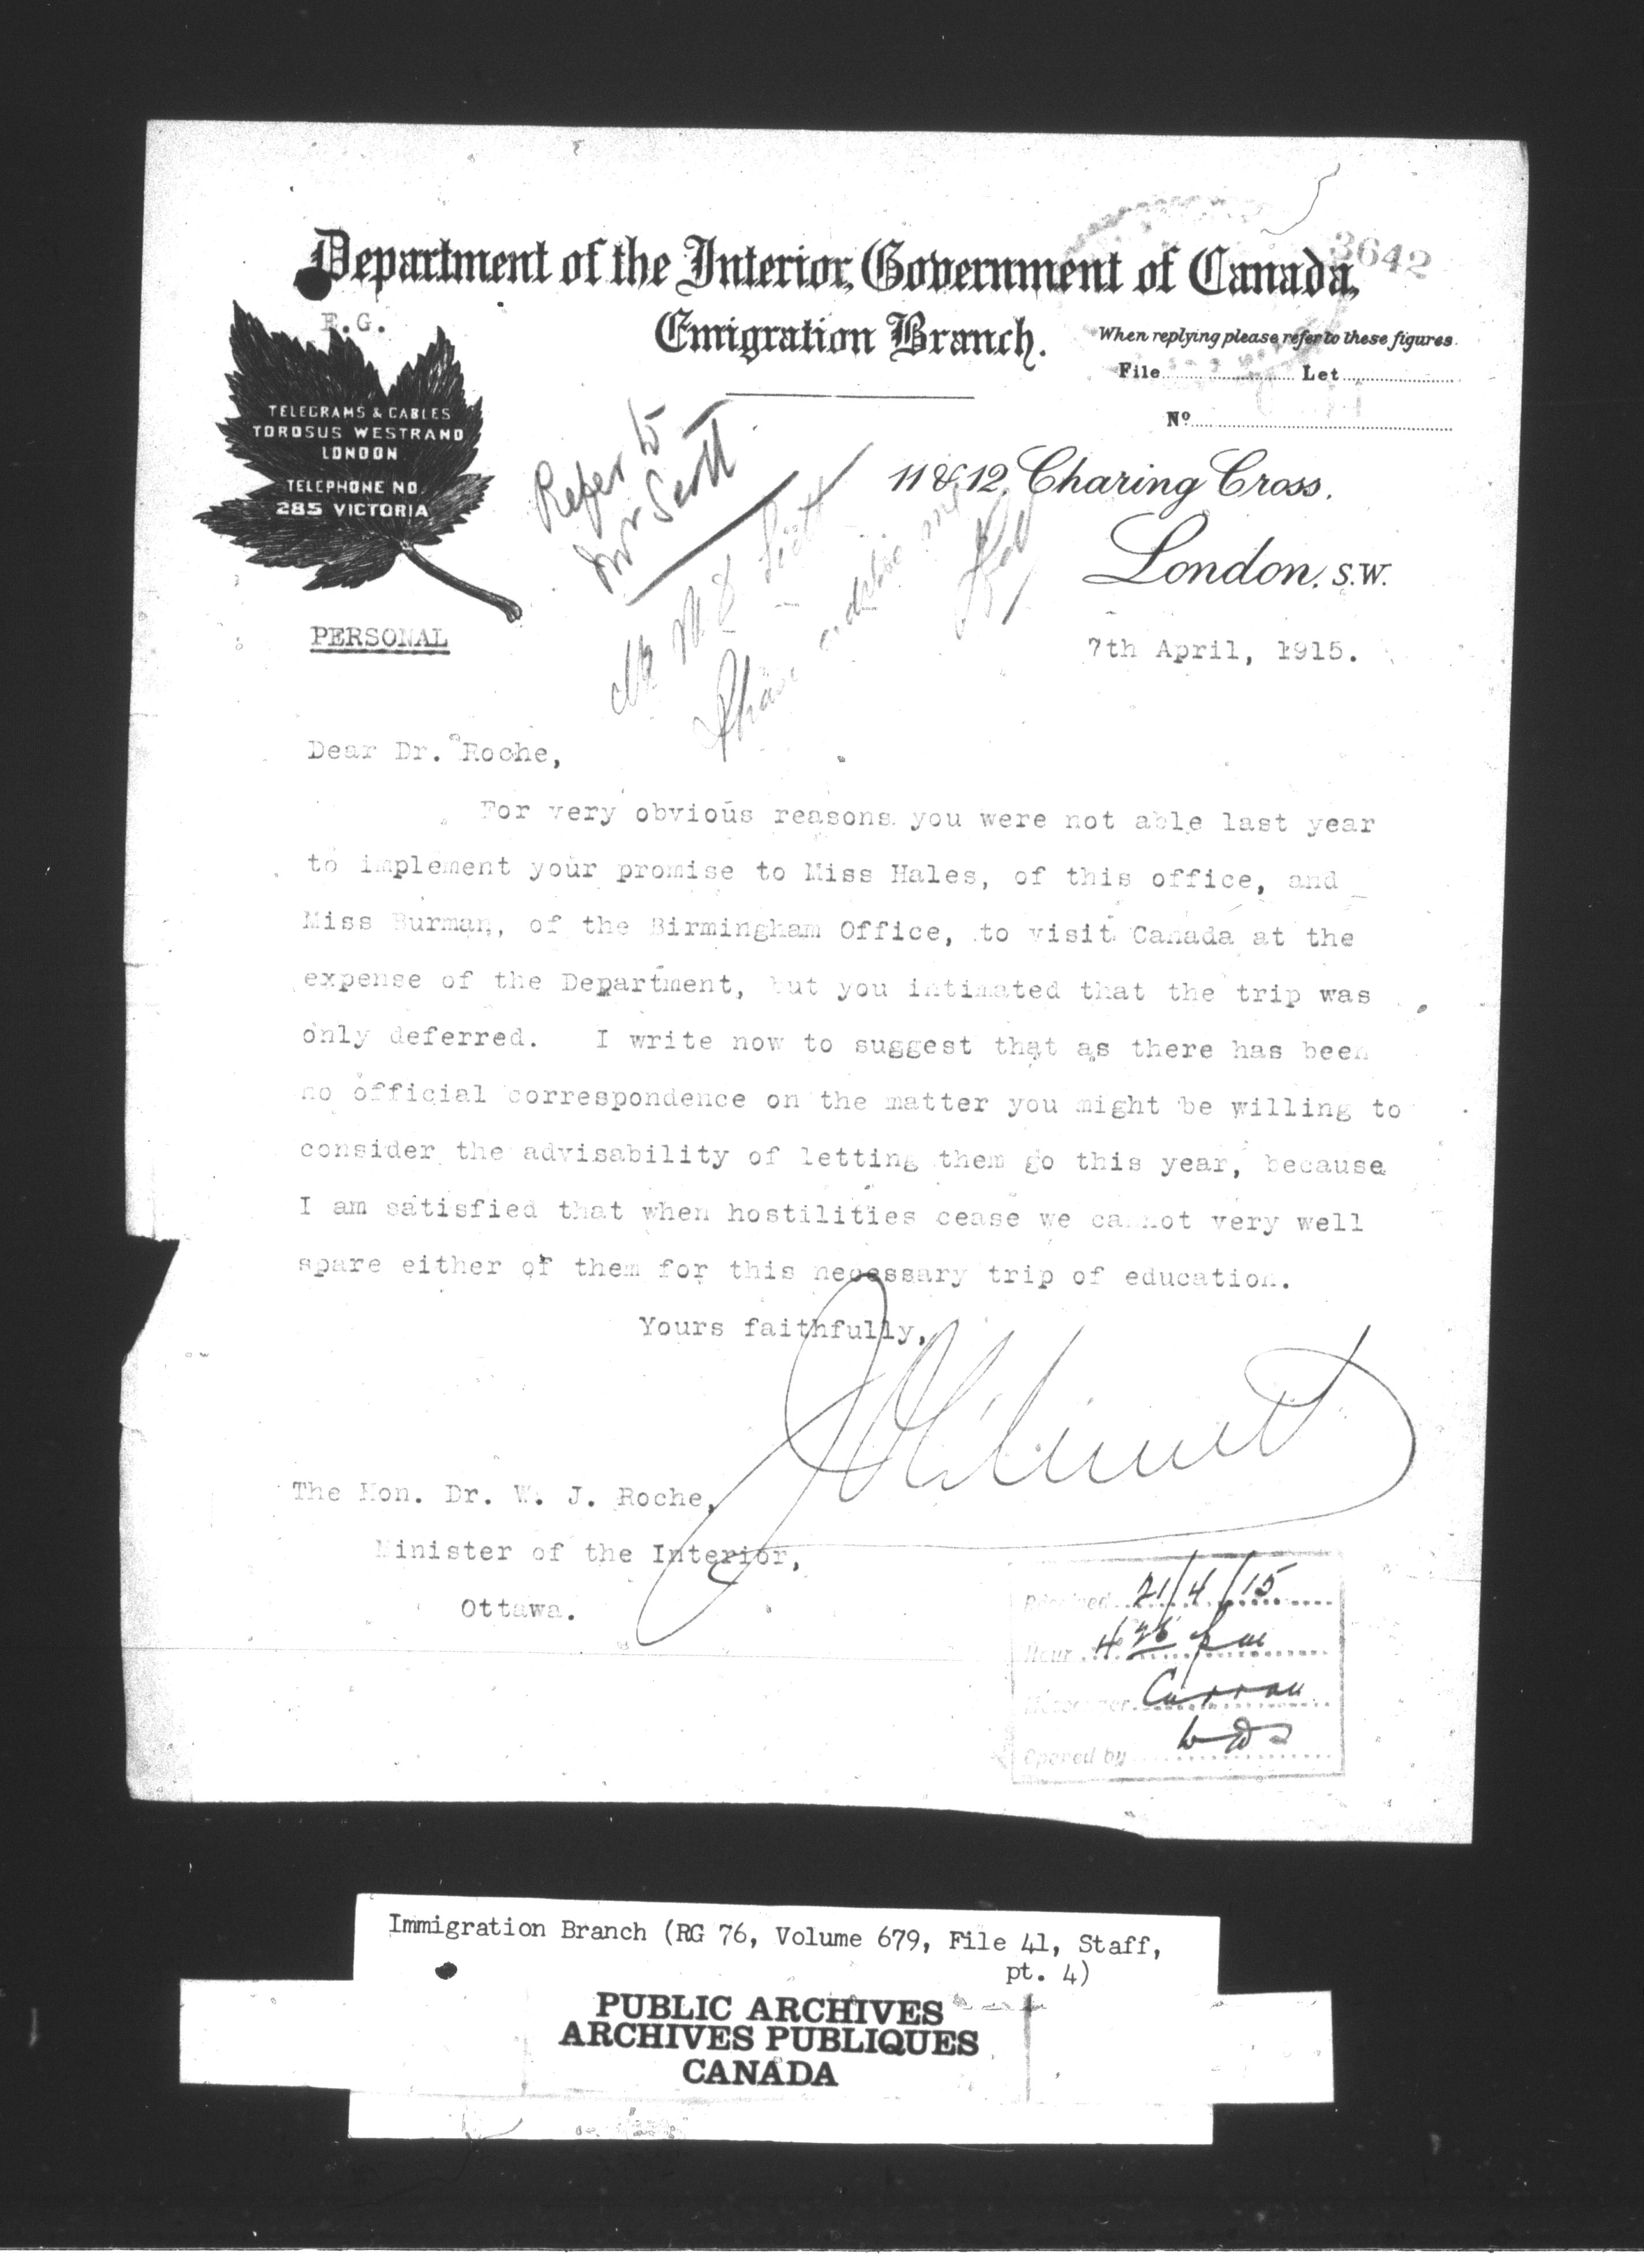 3642
Department of the Interior, Government of Canada,
E.G.
Emigration Branch.
When replying please refer to these figures.
File Let
No.
TELEGRAMS & CABLES
TOROSUS WESTRAND
LONDON
TELEPHONE NO.
285 VICTORIA
Refer to
Mr Scott
11 & 12, Charing Cross,
London, S.W.
PERSONAL
7th April, 1915.
Please advise me
Dear Dr. Roche,
For very obvious reasons you were not able last year
to implement your promise to Miss Hales, of this office, and
Miss Burman, of the Birmingham Office, to visit Canada at the
expense of the Department, but you intimated that the trip was
only deferred. I write now to suggest that as there has been
no official correspondence on the matter you might be willing to
consider the advisability of letting them go this year, because
I am satisfied that when hostilities cease we cannot very well
spare either of them for this necessary trip of education.
Yours faithfully,
The Hon. Dr. W. J. Roche,
Minister of the Interior,
Ottawa.
Received 21/4/15
Hour 4 26 pm
Messenger Curran
Opened by
Immigration Branch (RG 76, Volume 679, File 41, Staff,
pt. 4)
PUBLIC ARCHIVES
ARCHIVES PUBLIQUES
CANADA